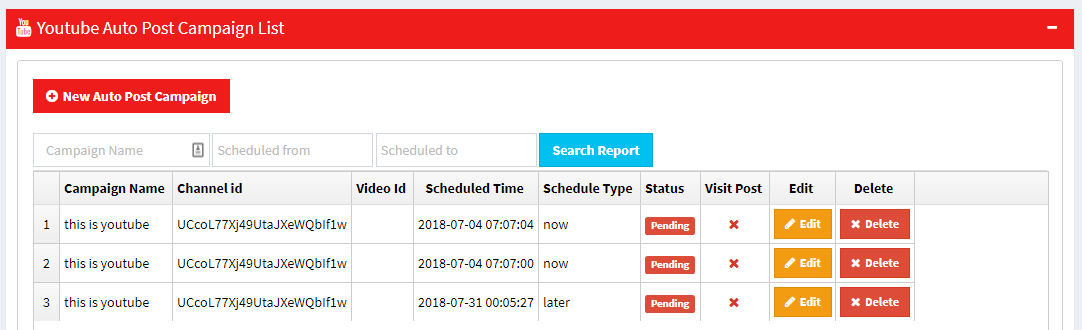 You Tube Youtube Auto Post Campaign List
New Auto Post Campaign
Campaign Name Scheduled from Scheduled to Search Report
Campaign Name Channel id Video Id Scheduled Time Schedule Type Status Visit Post Edit Delete
1 this is youtube UCcoL77Xj49UtaJXeWQbIf1w 2018-07-04 07:07:04 now Pending Edit Delete
2 this is youtube UCcoL77Xj49UtaJXeWQbIf1w 2018-07-04 07:07:00 now Pending Edit Delete
3 this is youtube UCcoL77Xj49UtaJXeWQbIf1w 2018-07-31 00:05:27 later Pending Edit Delete